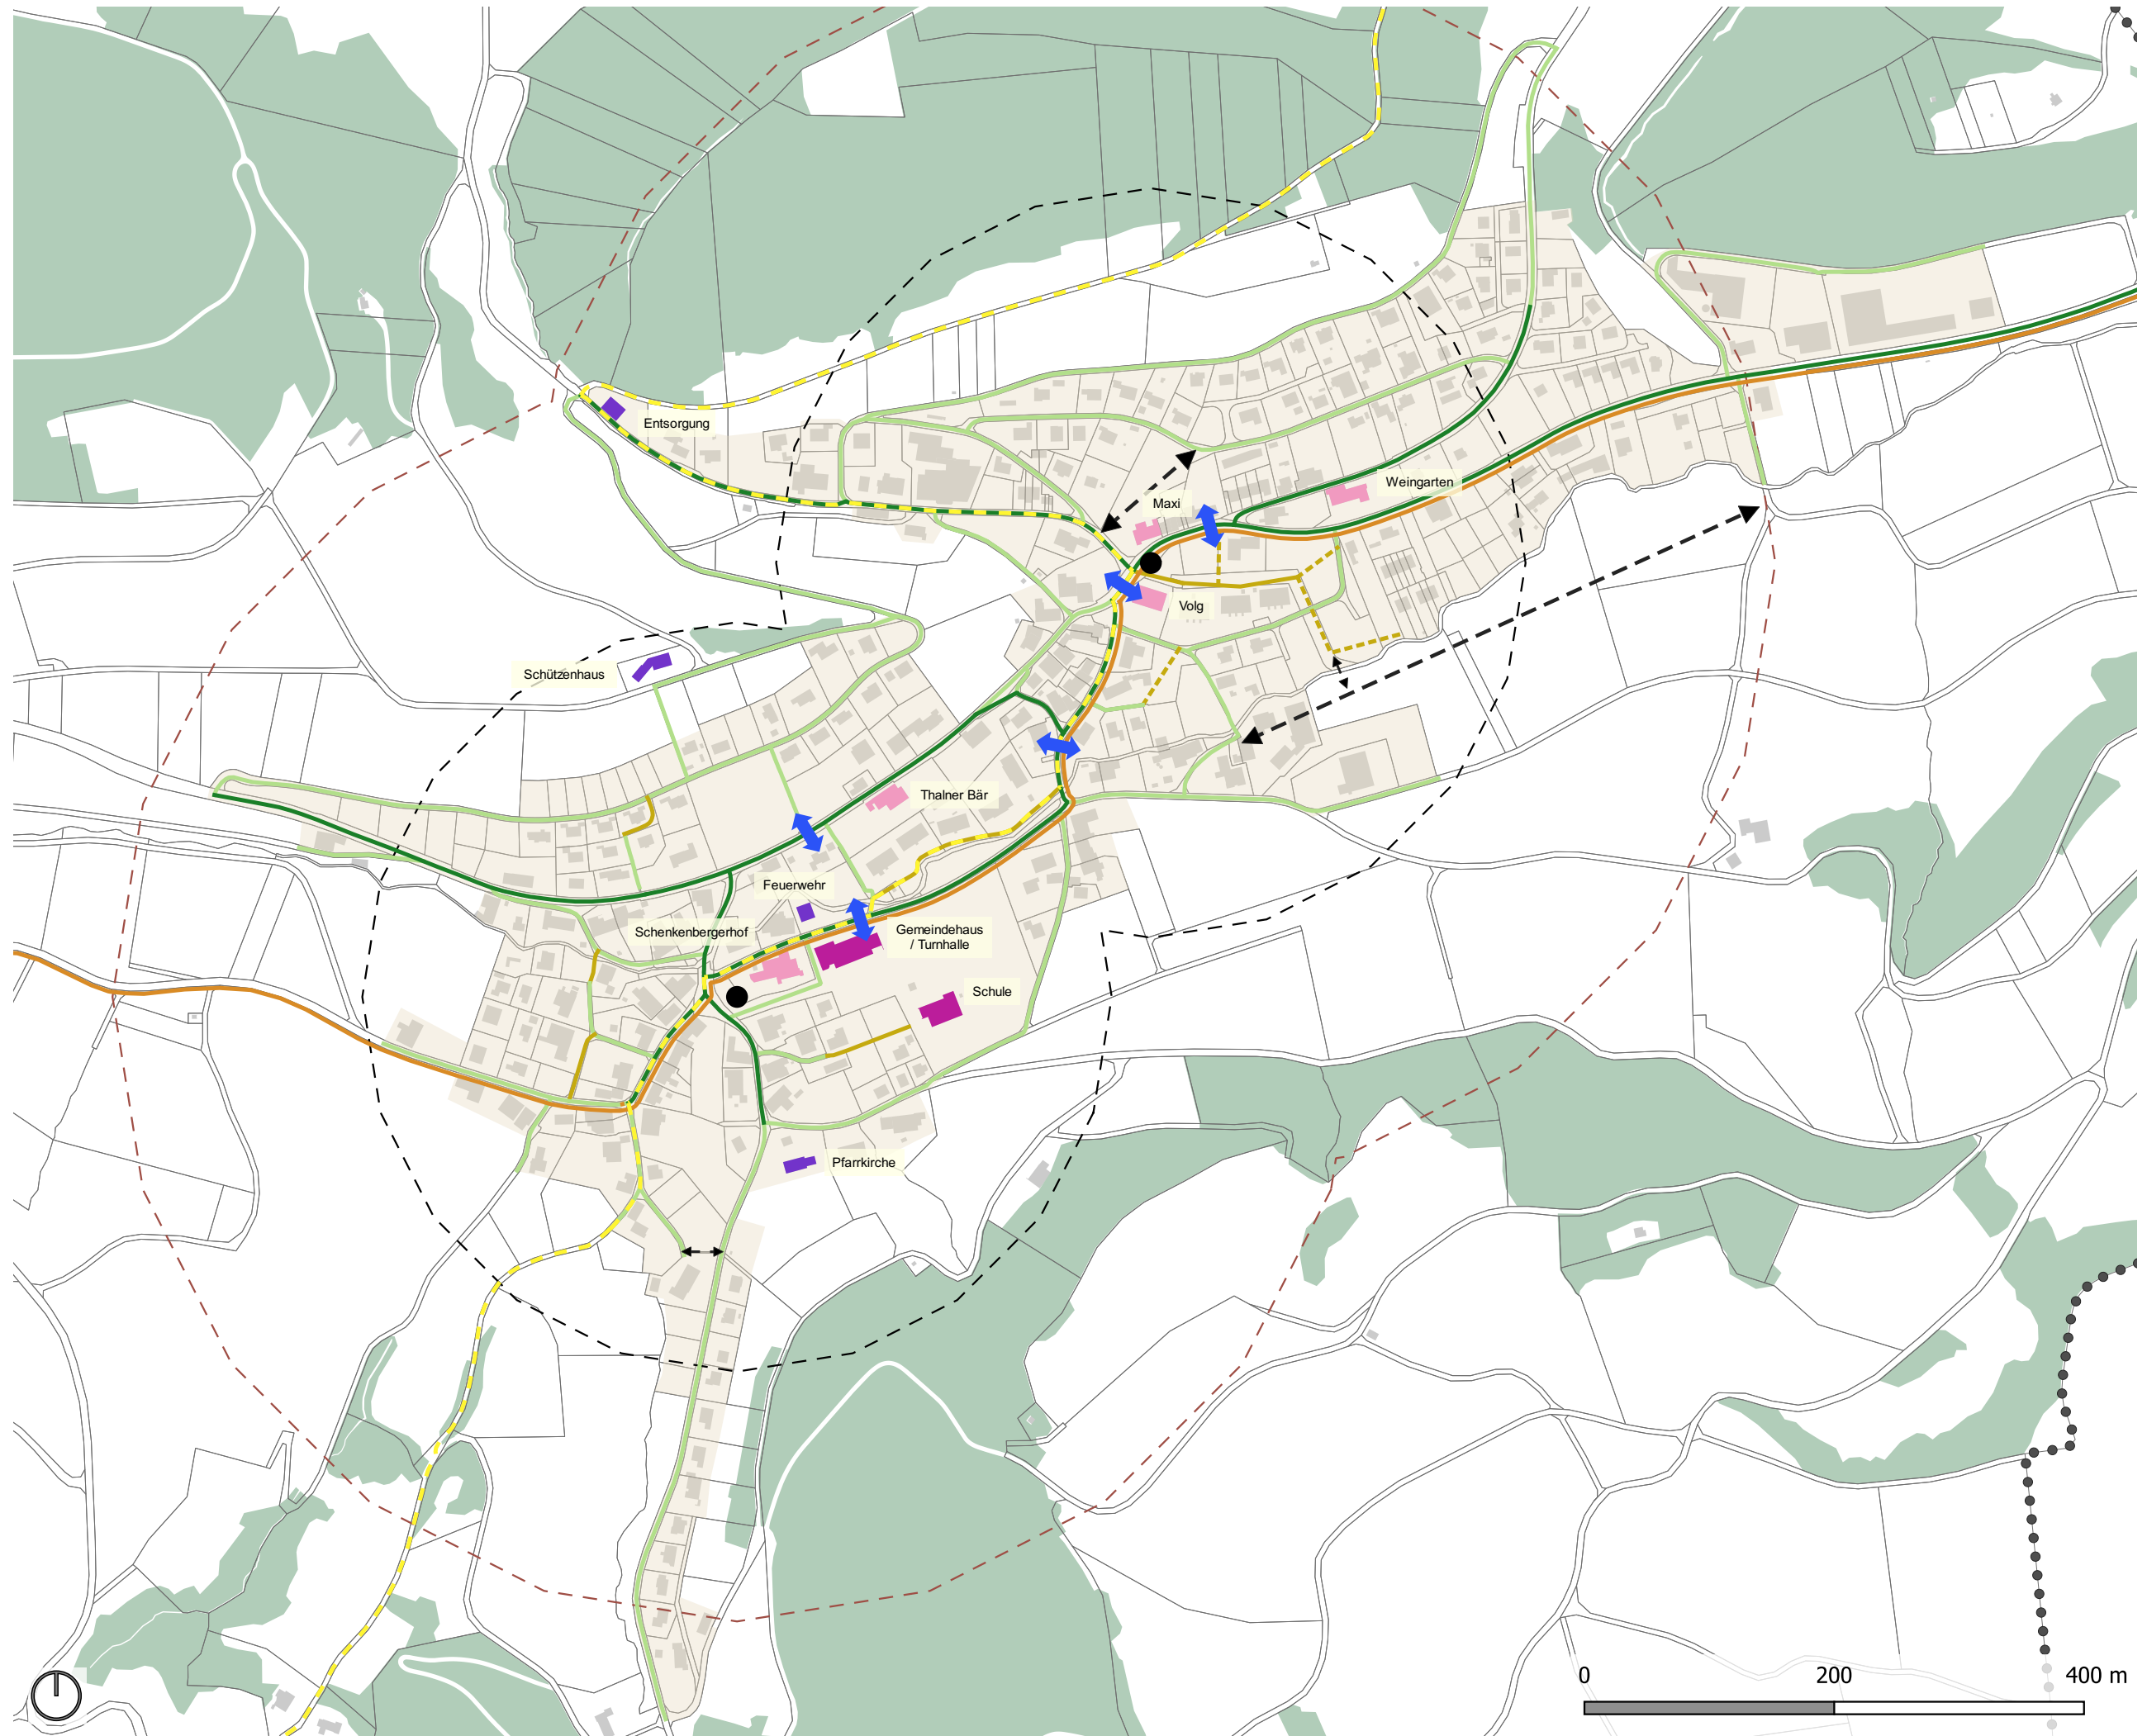 Entsorgung
Weingarten
Maxi
Volg
Schützenhaus
Thalner Bär
Feuerwehr
Schenkenbergerhof
Gemeindehaus
/ Turnhalle
Schule
Pfarrkirche
0 200 400 m